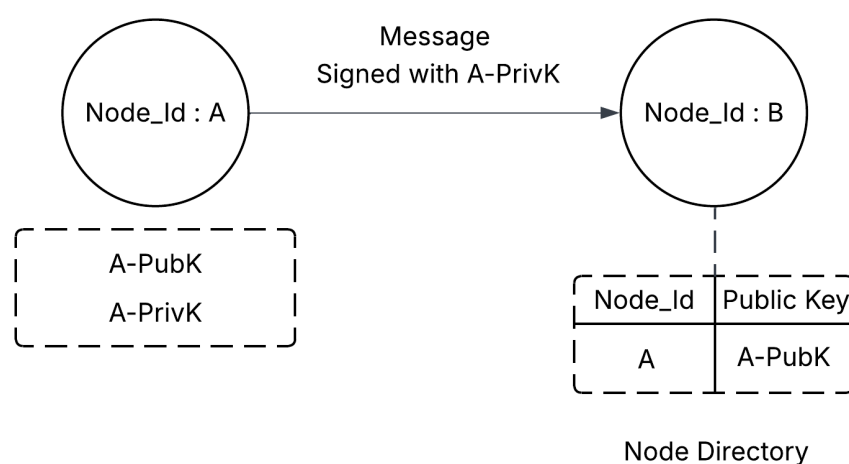 Message
Signed with A-PrivK
Node_Id : A
Node_Id : B
A-PubK
A-PrivK
Node_Id Public Key
A A-PubK
Node Directory